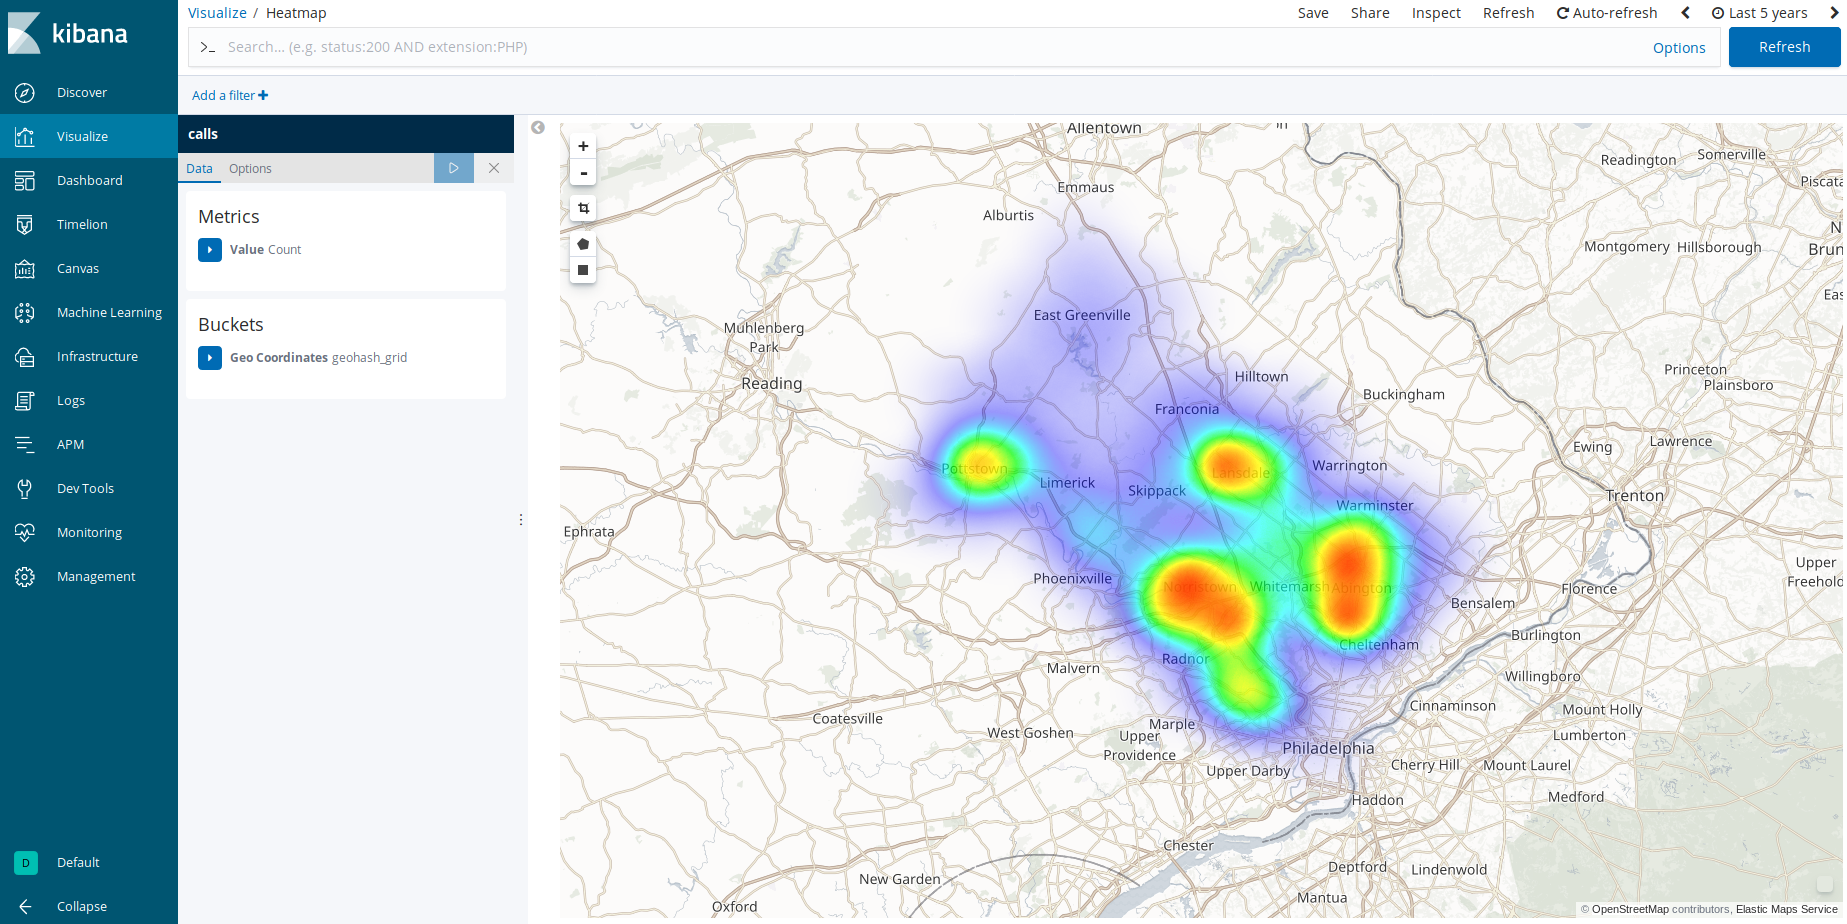 kibana
Discover
Visualize
Dashboard
Timelion
Canvas
Machine Learning
Infrastructure
Logs
APM
Dev Tools
Monitoring
Management
D Default
Collapse
Visualize / Heatmap
Save Share Inspect Refresh Auto-refresh Last 5 years
>_ Search... (e.g. status:200 AND extension:PHP) Options Refresh
Add a filter +
calls
Data Options
Metrics
Value Count
Buckets
Geo Coordinates geohash_grid
+
-
Allentown
Readington Somerville
Emmaus
Alburtis
Montgomery Hillsborough
East Greenville
Muhlenberg
Park
Reading
Hilltown
Princeton
Plainsboro
Buckingham
Franconia
Ewing Lawrence
Pottstown
Lansdale
Warrington
Limerick
Skippack
Trenton
Warminster
Ephrata
Upper
Phoenixville
Norristown Whitemarsh Abington
Florence
Bensalem
Burlington
Cheltenham
Radnor
Malvern
Willingboro
Cinnaminson
Mount Holly
Coatesville
Marple
West Goshen
Upper
Providence
Lumberton
Philadelphia
Upper Darby
Cherry Hill Mount Laurel
Haddon
Medford
Chester
Deptford Lindenwold
New Garden
Mantua
Oxford
© OpenStreetMap contributors, Elastic Maps Service